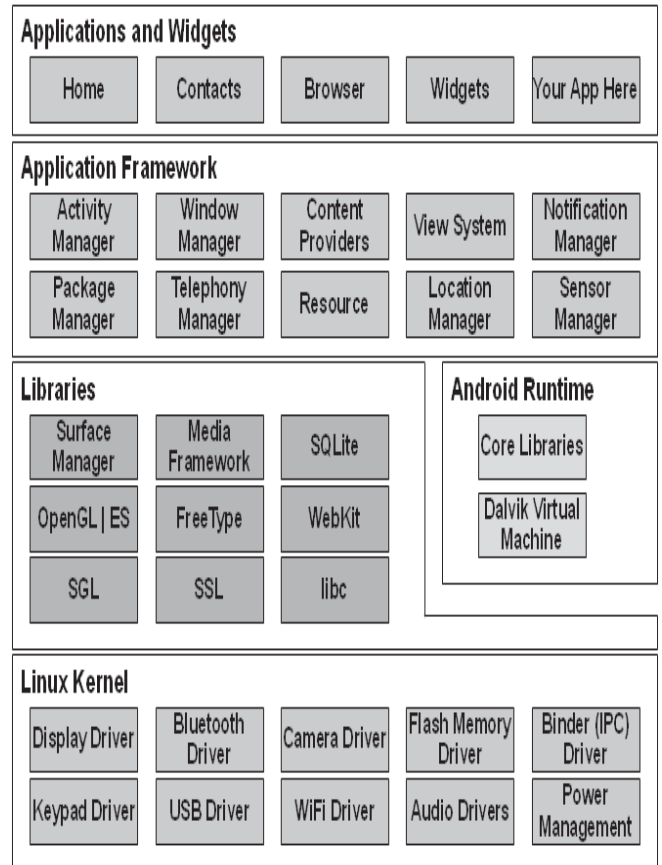 Applications and Widgets
Home
Contacts
Browser
Widgets
Your App Here
Application Framework
Activity
Manager
Window
Manager
Content
Providers
View System
Notification
Manager
Package
Manager
Telephony
Manager
Resource
Location
Manager
Sensor
Manager
Libraries
Surface
Manager
Media
Framework
SQLite
OpenGL | ES
FreeType
WebKit
SGL
SSL
libc
Android Runtime
Core Libraries
Dalvik Virtual
Machine
Linux Kernel
Display Driver
Bluetooth
Driver
Camera Driver
Flash Memory
Driver
Binder (IPC)
Driver
Keypad Driver
USB Driver
WiFi Driver
Audio Drivers
Power
Management